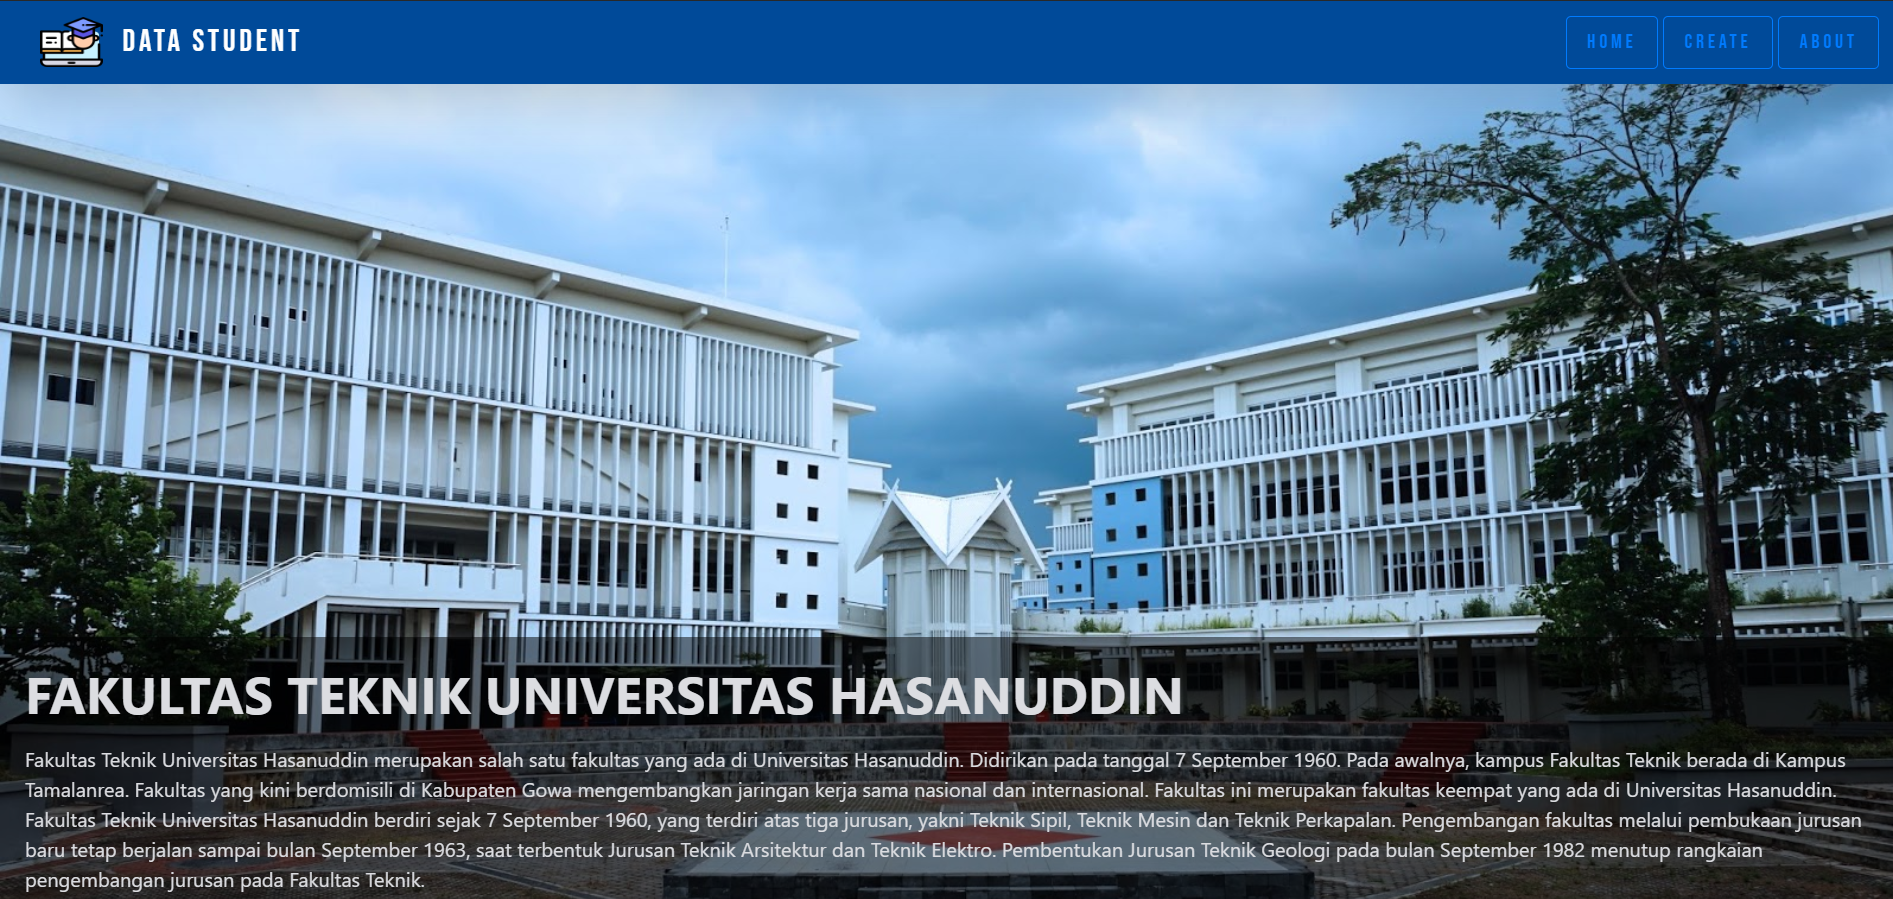 DATA STUDENT
HOME
CREATE
ABOUT
FAKULTAS TEKNIK UNIVERSITAS HASANUDDIN
Fakultas Teknik Universitas Hasanuddin merupakan salah satu fakultas yang ada di Universitas Hasanuddin. Didirikan pada tanggal 7 September 1960. Pada awalnya, kampus Fakultas Teknik berada di Kampus
Tamalanrea. Fakultas yang kini berdomisili di Kabupaten Gowa mengembangkan jaringan kerja sama nasional dan internasional. Fakultas ini merupakan fakultas keempat yang ada di Universitas Hasanuddin.
Fakultas Teknik Universitas Hasanuddin berdiri sejak 7 September 1960, yang terdiri atas tiga jurusan, yakni Teknik Sipil, Teknik Mesin dan Teknik Perkapalan. Pengembangan fakultas melalui pembukaan jurusan
baru tetap berjalan sampai bulan September 1963, saat terbentuk Jurusan Teknik Arsitektur dan Teknik Elektro. Pembentukan Jurusan Teknik Geologi pada bulan September 1982 menutup rangkaian
pengembangan jurusan pada Fakultas Teknik.